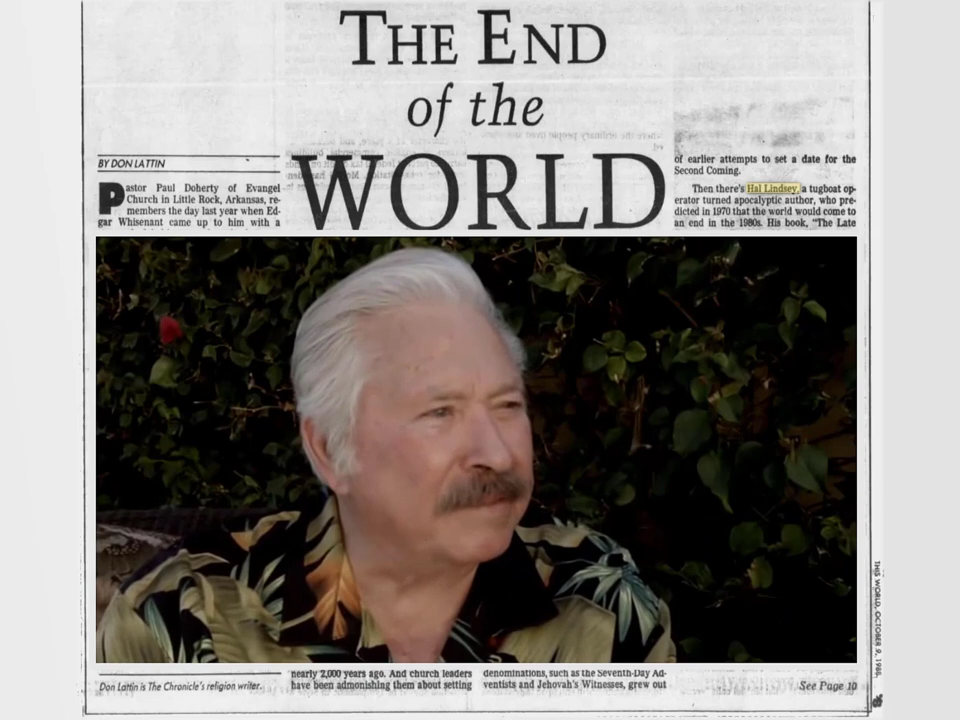 THE END
of the
WORLD
BY DON LATTIN
Pastor Paul Doherty of Evangel
Church in Little Rock, Arkansas, re-
members the day last year when Ed-
gar Whisenant came up to him with a
of earlier attempts to set a date for the
Second Coming.
Then there's Hal Lindsey, a tugboat op-
erator turned apocalyptic author, who pre-
dicted in 1970 that the world would come to
an end in the 1980s. His book, "The Late
nearly 2,000 years ago. And church leaders
have been admonishing them about setting
denominations, such as the Seventh-Day Ad-
ventists and Jehovah's Witnesses, grew out
Don Lattin is The Chronicle's religion writer.
See Page 10
THIS WORLD, OCTOBER 9, 1988,